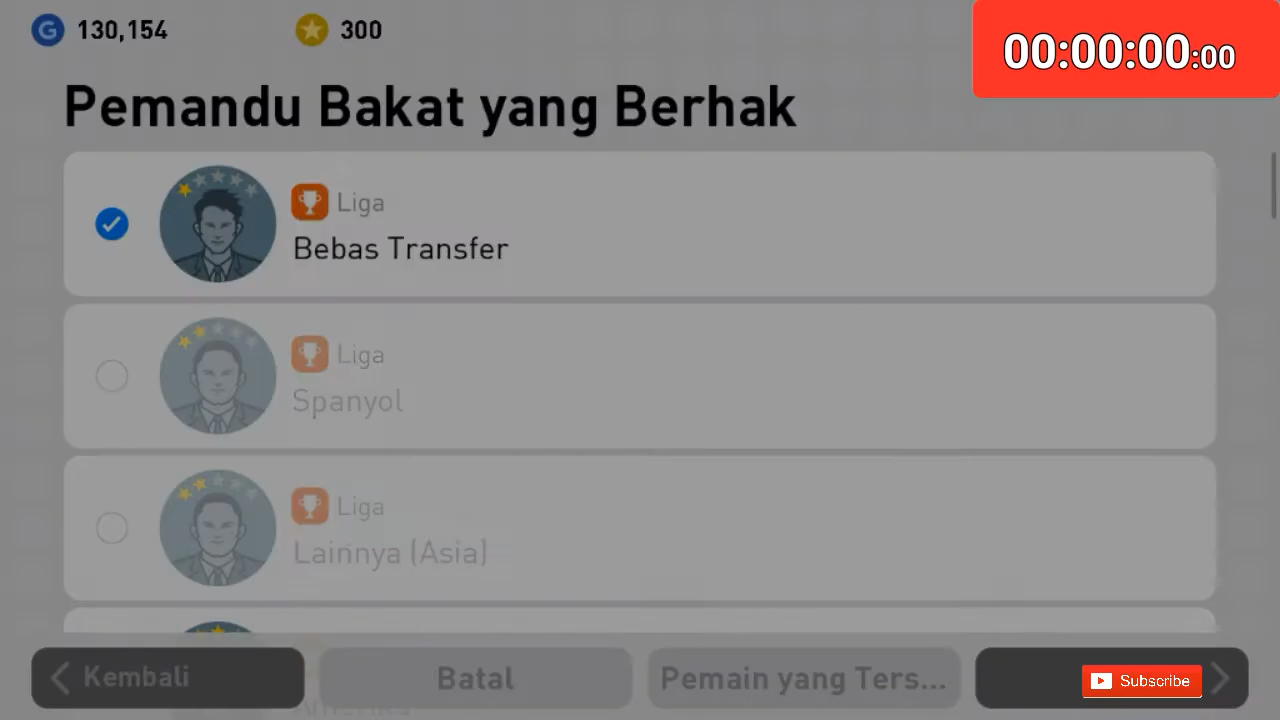 130,154
300
00:00:00:00
Pemandu Bakat yang Berhak
Liga
Bebas Transfer
Liga
Spanyol
Liga
Lainnya (Asia)
Kembali
Batal
Pemain yang Ters...
Subscribe